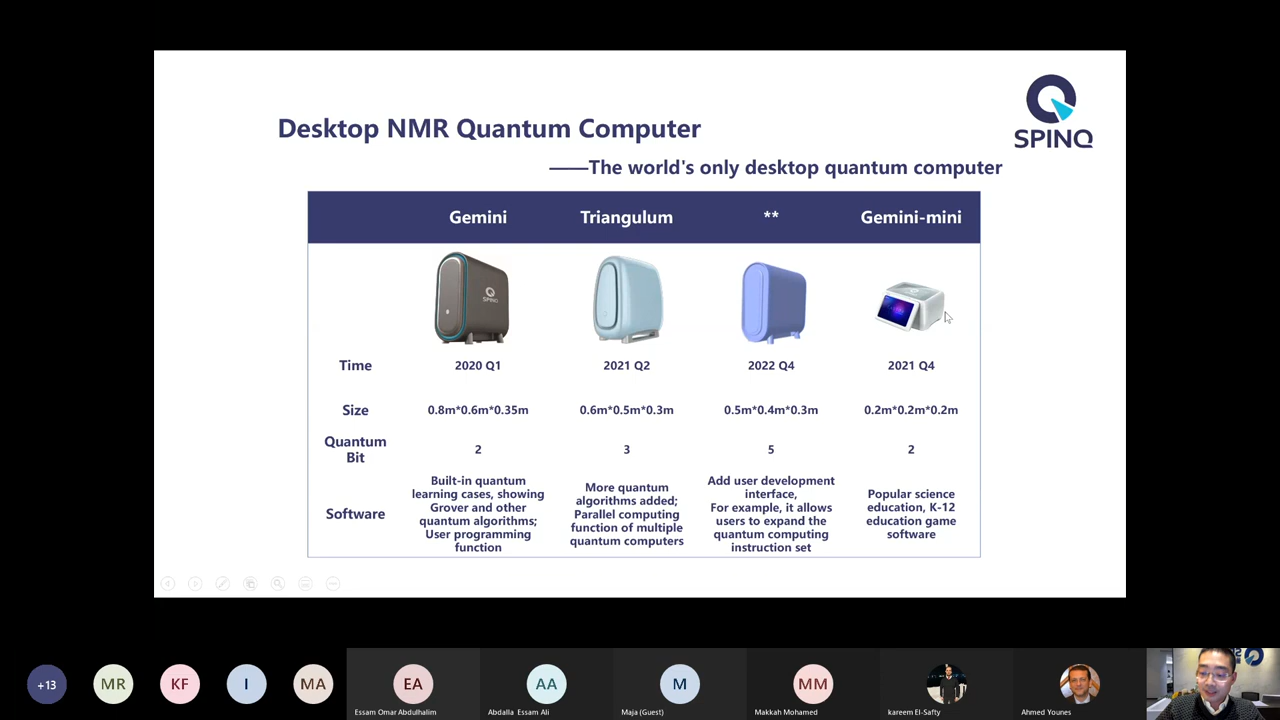 Desktop NMR Quantum Computer
SPINQ
——The world's only desktop quantum computer
Gemini
Triangulum
**
Gemini-mini
SPINQ
Time
2020 Q1
2021 Q2
2022 Q4
2021 Q4
Size
0.8m*0.6m*0.35m
0.6m*0.5m*0.3m
0.5m*0.4m*0.3m
0.2m*0.2m*0.2m
Quantum
Bit
2
3
5
2
Software
Built-in quantum
learning cases, showing
Grover and other
quantum algorithms;
User programming
function
More quantum
algorithms added;
Parallel computing
function of multiple
quantum computers
Add user development
interface,
For example, it allows
users to expand the
quantum computing
instruction set
Popular science
education, K-12
education game
software
+13
MR
KF
I
MA
EA
Essam Omar Abdulhalim
AA
Abdalla Essam Ali
M
Maja (Guest)
MM
Makkah Mohamed
kareem El-Safty
Ahmed Younes